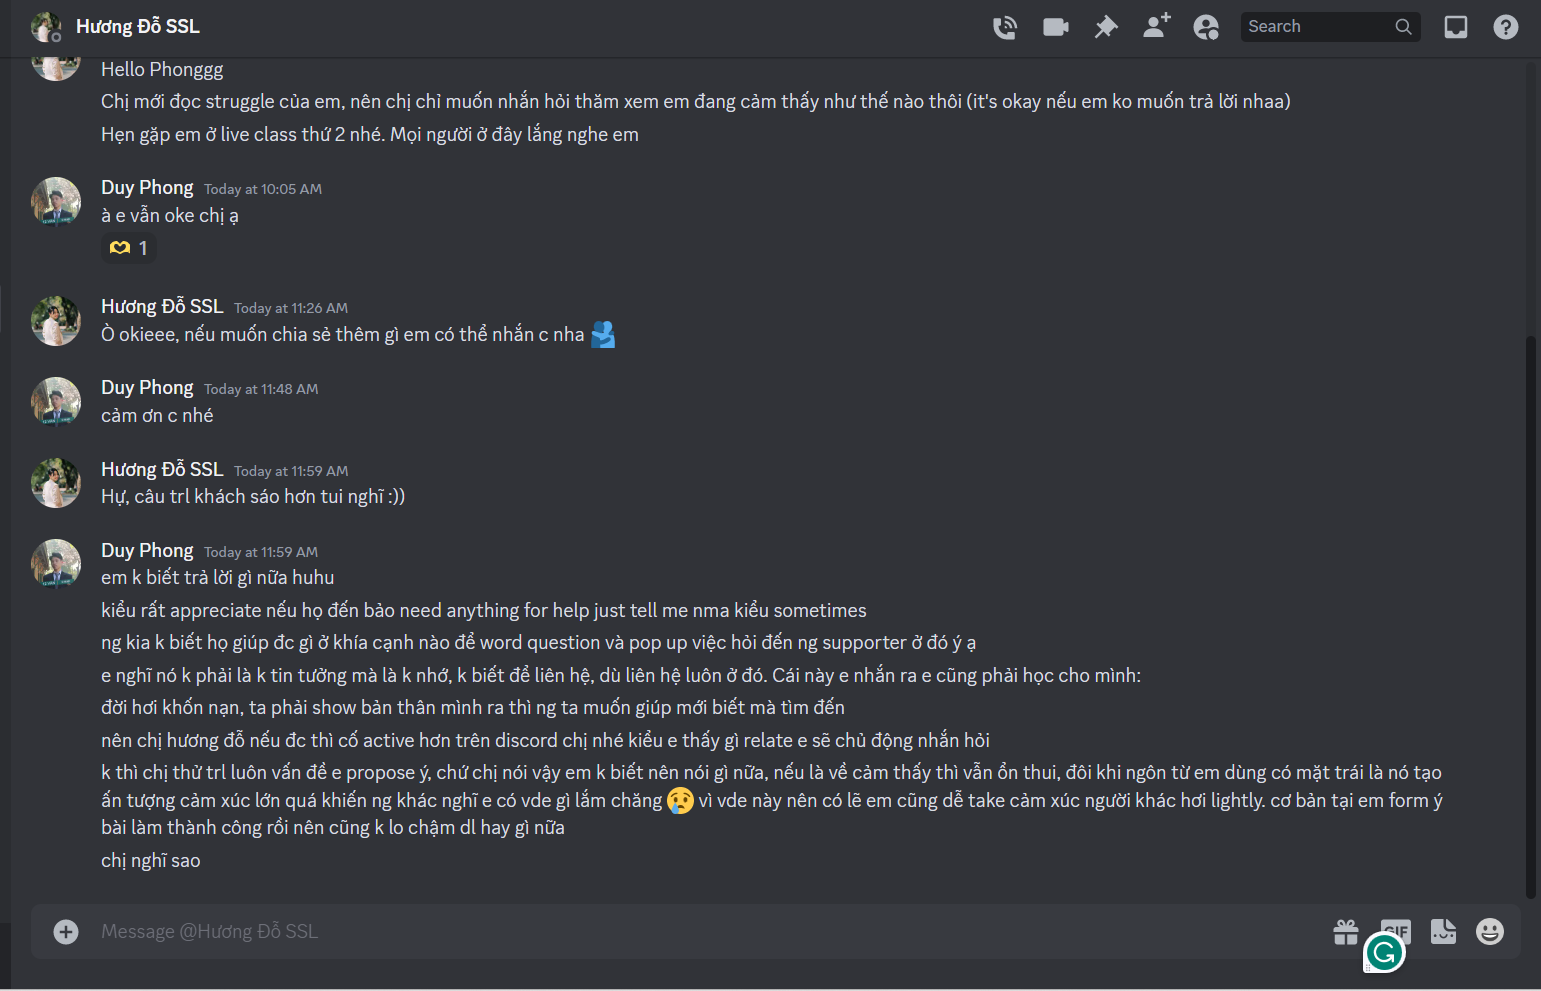 Hương Đỗ SSL
Search
Hello Phonggg
Chị mới đọc struggle của em, nên chị chỉ muốn nhắn hỏi thăm xem em đang cảm thấy như thế nào thôi (it's okay nếu em ko muốn trả lời nhaa)
Hẹn gặp em ở live class thứ 2 nhé. Mọi người ở đây lắng nghe em
Duy Phong Today at 10:05 AM
à e vẫn oke chị ạ
1
Hương Đỗ SSL Today at 11:26 AM
Ò okieee, nếu muốn chia sẻ thêm gì em có thể nhắn c nha
Duy Phong Today at 11:48 AM
cảm ơn c nhé
Hương Đỗ SSL Today at 11:59 AM
Hự, câu trl khách sáo hơn tui nghĩ :))
Duy Phong Today at 11:59 AM
em k biết trả lời gì nữa huhu
kiểu rất appreciate nếu họ đến bảo need anything for help just tell me nma kiểu sometimes
ng kia k biết họ giúp đc gì ở khía cạnh nào để word question và pop up việc hỏi đến ng supporter ở đó ý ạ
e nghĩ nó k phải là k tin tưởng mà là k nhớ, k biết để liên hệ, dù liên hệ luôn ở đó. Cái này e nhắn ra e cũng phải học cho mình:
đời hơi khốn nạn, ta phải show bản thân mình ra thì ng ta muốn giúp mới biết mà tìm đến
nên chị hương đỗ nếu đc thì cố active hơn trên discord chị nhé kiểu e thấy gì relate e sẽ chủ động nhắn hỏi
k thì chị thử trl luôn vấn đề e propose ý, chứ chị nói vậy em k biết nên nói gì nữa, nếu là về cảm thấy thì vẫn ổn thui, đôi khi ngôn từ em dùng có mặt trái là nó tạo
ấn tượng cảm xúc lớn quá khiến ng khác nghĩ e có vde gì lắm chăng 😢 vì vde này nên có lẽ em cũng dễ take cảm xúc người khác hơi lightly. cơ bản tại em form ý
bài làm thành công rồi nên cũng k lo chậm dl hay gì nữa
chị nghĩ sao
Message @Hương Đỗ SSL
GIF